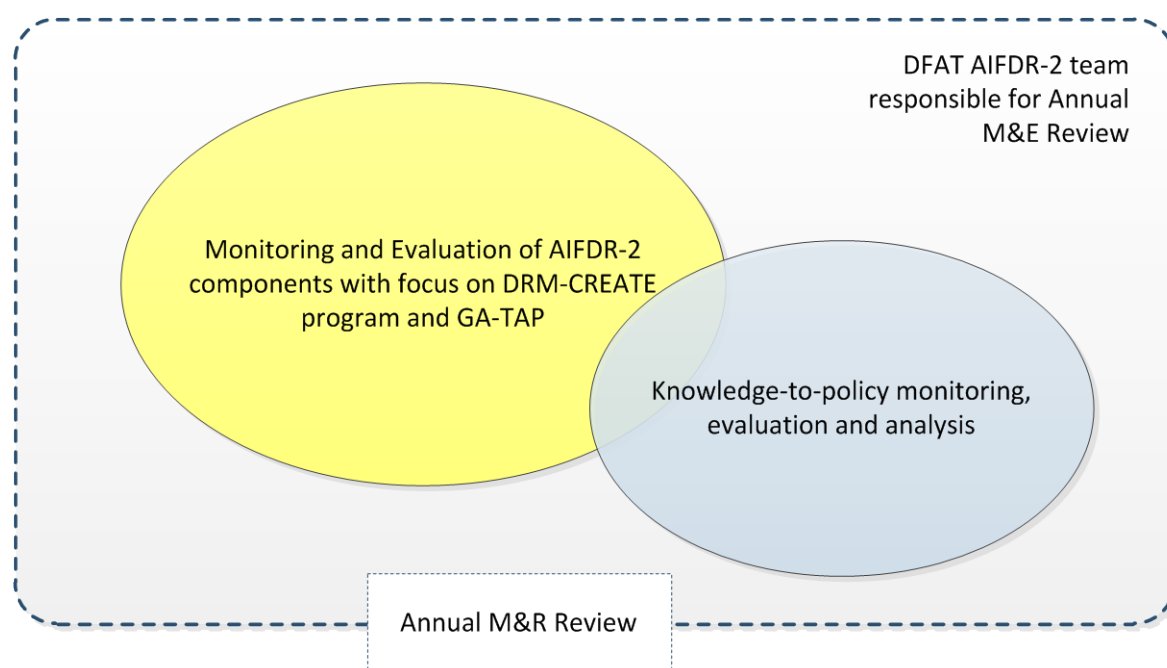 DFAT AIFDR-2 team
responsible for Annual
M&E Review
Monitoring and Evaluation of AIFDR-2
components with focus on DRM-CREATE
program and GA-TAP
Knowledge-to-policy monitoring,
evaluation and analysis
Annual M&R Review